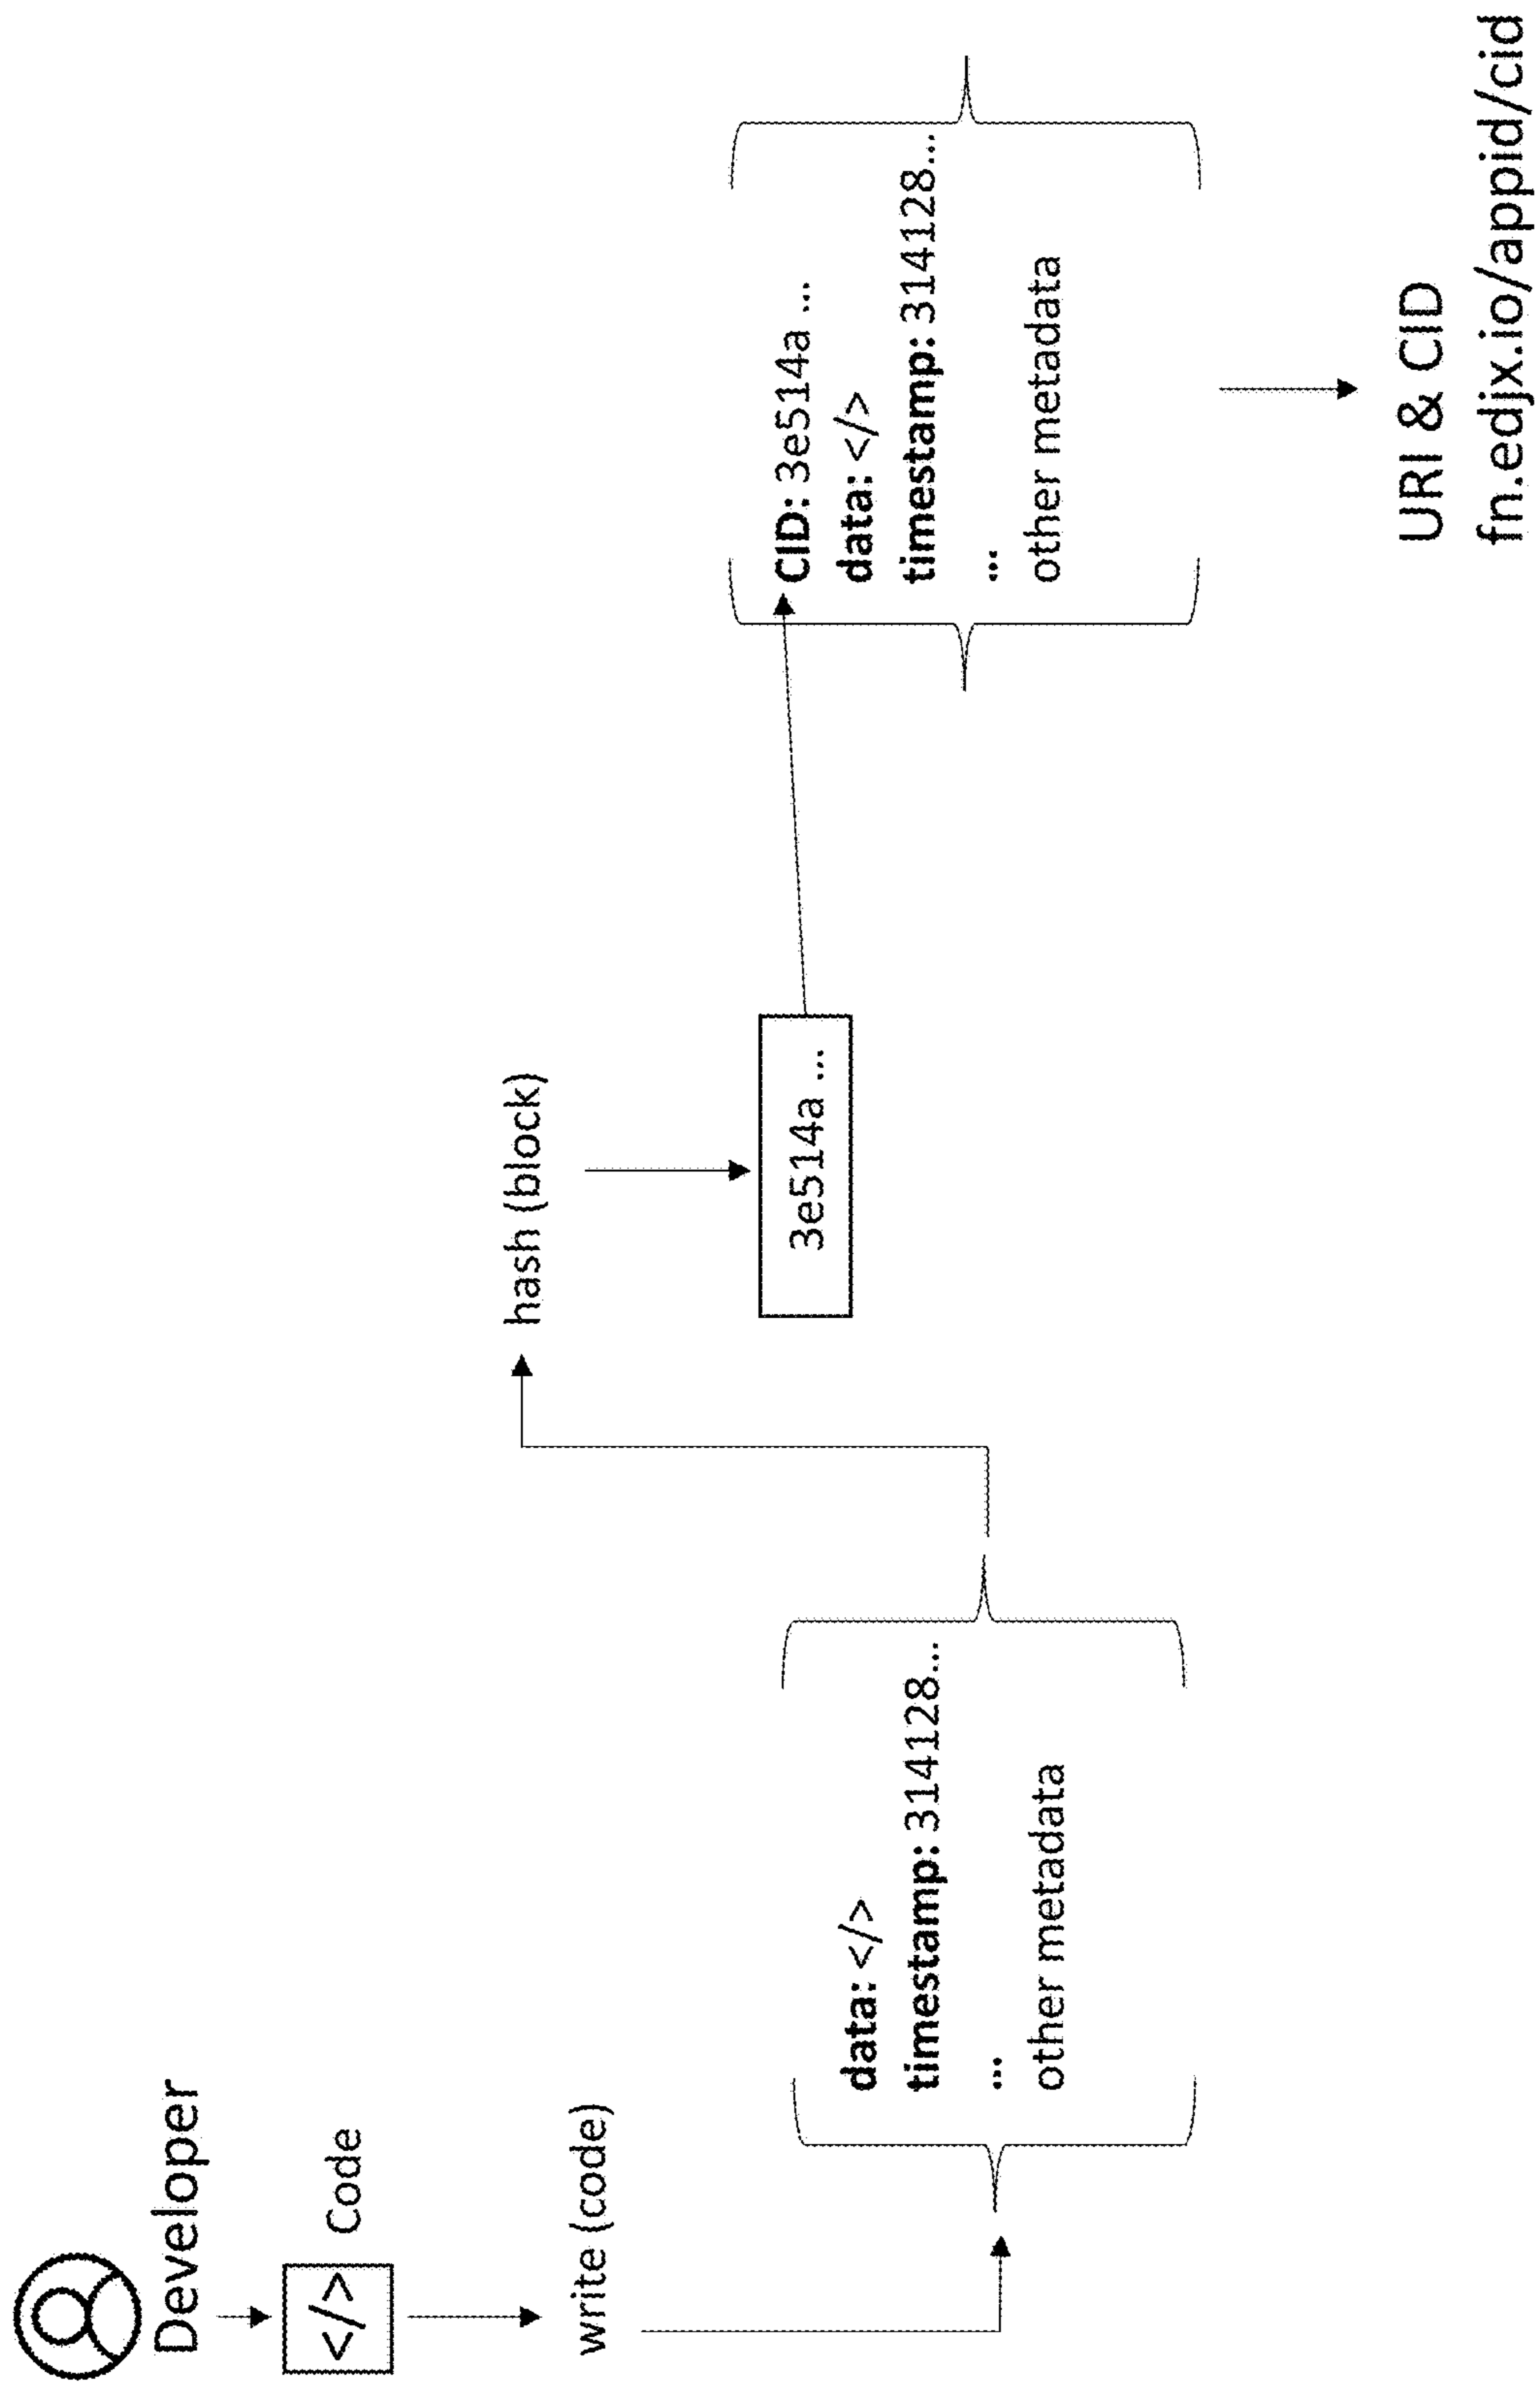 Developer
</> Code
write (code)
data: </>
timestamp: 314128...
...
other metadata
hash (block)
3e514a ...
CID: 3e514a ...
data: </>
timestamp: 314128...
...
other metadata
URI & CID
fn.edjx.io/appid/cid